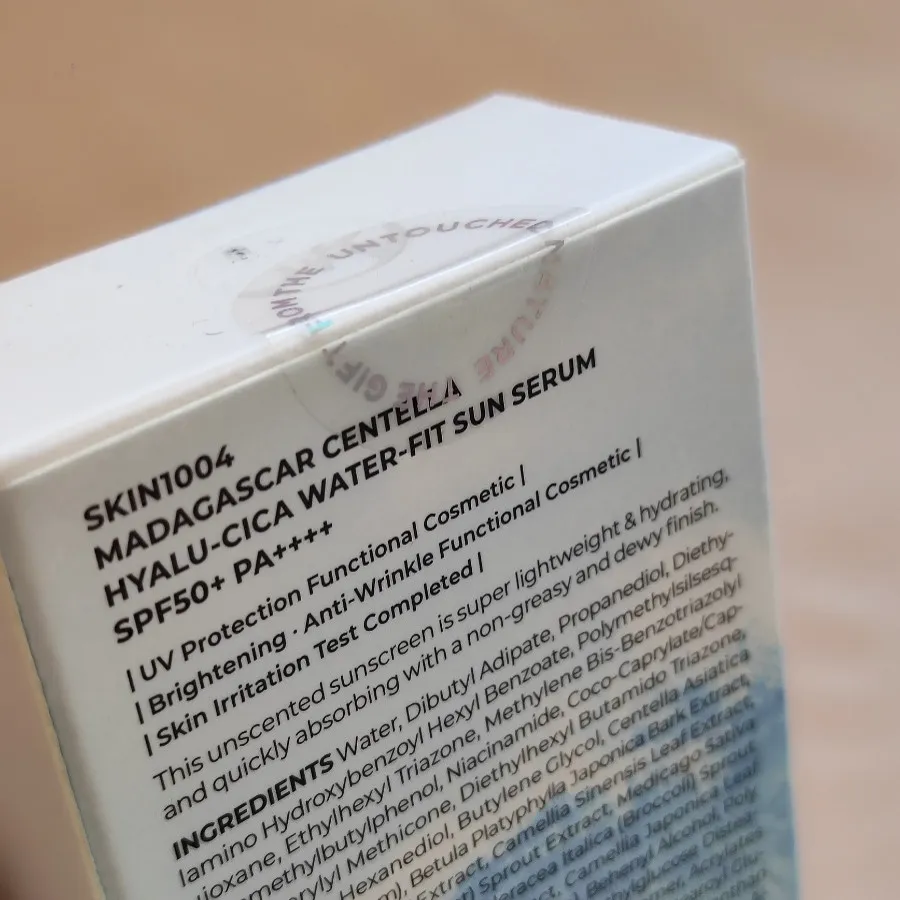 FROM THE UNTOUCHED NATURE THE GIFT
SKIN1004
MADAGASCAR CENTELLA
HYALU-CICA WATER-FIT SUN SERUM
SPF50+ PA++++
| UV Protection Functional Cosmetic |
| Brightening · Anti-Wrinkle Functional Cosmetic |
| Skin Irritation Test Completed |
This unscented sunscreen is super lightweight & hydrating,
and quickly absorbing with a non-greasy and dewy finish.
INGREDIENTS Water, Dibutyl Adipate, Propanediol, Diethy-
lamino Hydroxybenzoyl Hexyl Benzoate, Polymethylsilsesq-
uioxane, Ethylhexyl Triazone, Methylene Bis-Benzotriazolyl
Niacinamide, Coco-Caprylate/Cap-
Methicone, Diethylhexyl Butamido Triazone,
Hexanediol, Butylene Glycol, Centella Asiatica
Betula Platyphylla Japonica Bark Extract,
Extract, Camellia Sinensis Leaf Extract,
Sprout Extract, Medicago Sativa
Italica (Broccoli) Sprout
Extract, Camellia Japonica Leaf
Behenyl Alcohol, Poly
Acrylates